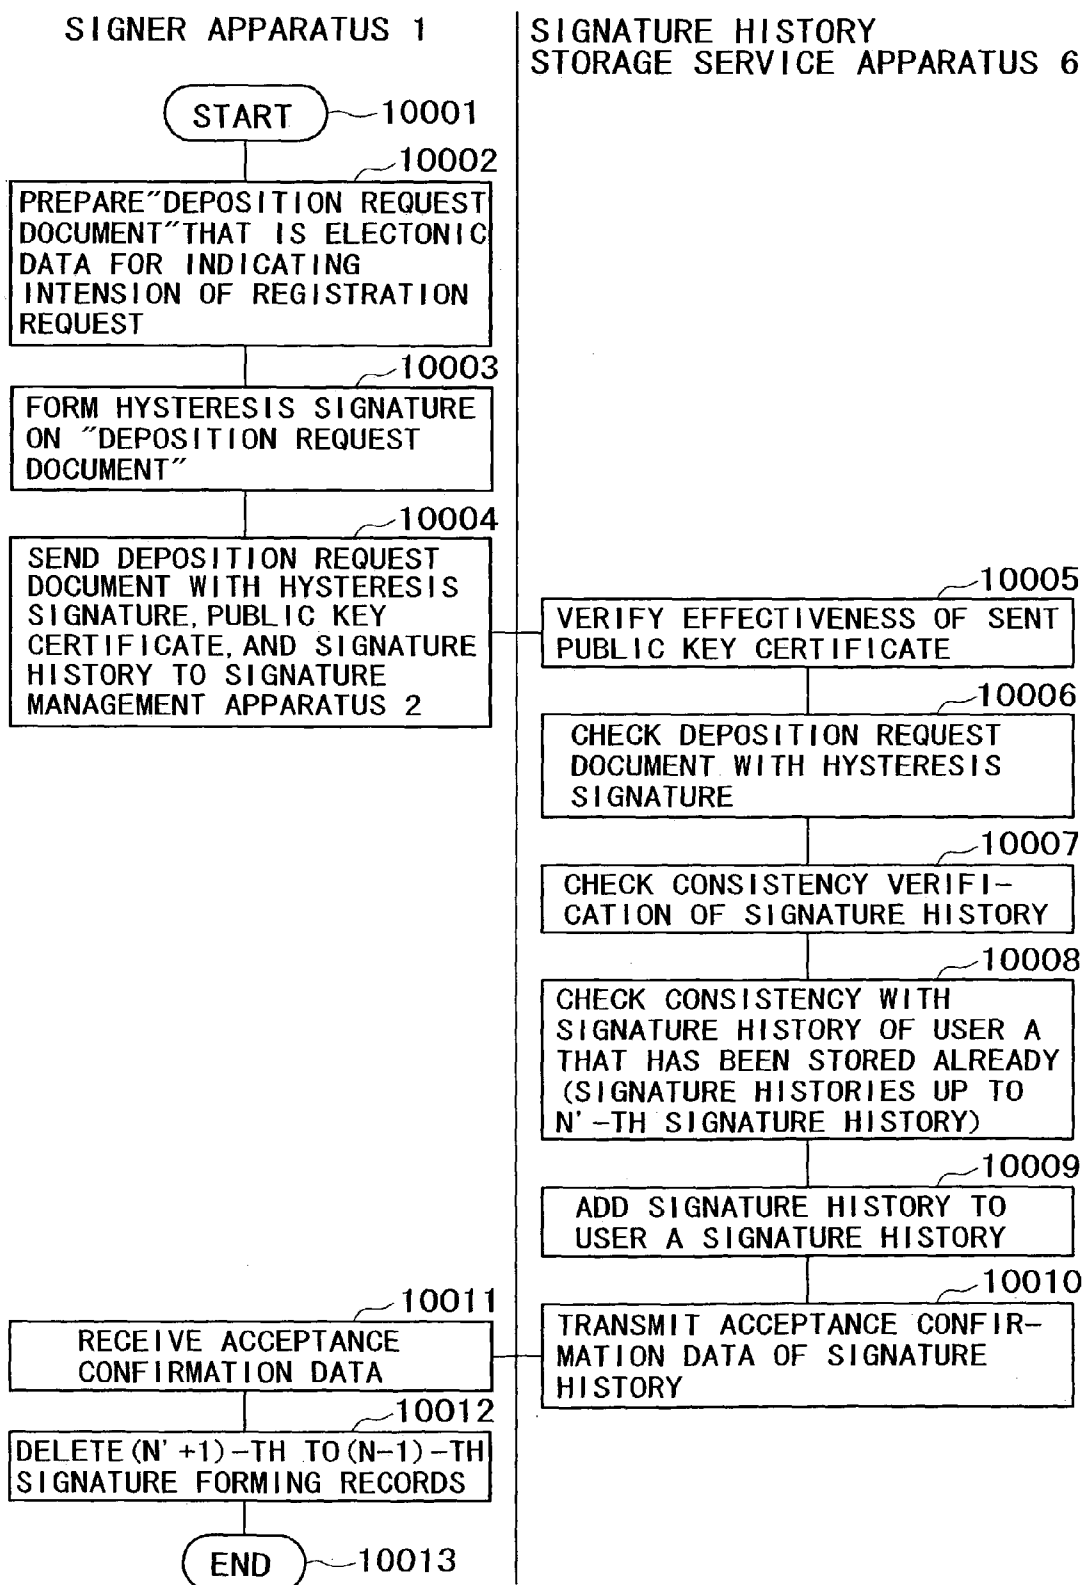 SIGNER APPARATUS 1
SIGNATURE HISTORY
STORAGE SERVICE APPARATUS 6
START
10001
10002
PREPARE"DEPOSITION REQUEST
DOCUMENT"THAT IS ELECTONIC
DATA FOR INDICATING
INTENSION OF REGISTRATION
REQUEST
10003
FORM HYSTERESIS SIGNATURE
ON "DEPOSITION REQUEST
DOCUMENT"
10004
SEND DEPOSITION REQUEST
DOCUMENT WITH HYSTERESIS
SIGNATURE, PUBLIC KEY
CERTIFICATE, AND SIGNATURE
HISTORY TO SIGNATURE
MANAGEMENT APPARATUS 2
10005
VERIFY EFFECTIVENESS OF SENT
PUBLIC KEY CERTIFICATE
10006
CHECK DEPOSITION REQUEST
DOCUMENT WITH HYSTERESIS
SIGNATURE
10007
CHECK CONSISTENCY VERIFI-
CATION OF SIGNATURE HISTORY
10008
CHECK CONSISTENCY WITH
SIGNATURE HISTORY OF USER A
THAT HAS BEEN STORED ALREADY
(SIGNATURE HISTORIES UP TO
N'-TH SIGNATURE HISTORY)
10009
ADD SIGNATURE HISTORY TO
USER A SIGNATURE HISTORY
10010
TRANSMIT ACCEPTANCE CONFIR-
MATION DATA OF SIGNATURE
HISTORY
10011
RECEIVE ACCEPTANCE
CONFIRMATION DATA
10012
DELETE(N'+1)-TH TO(N-1)-TH
SIGNATURE FORMING RECORDS
END
10013